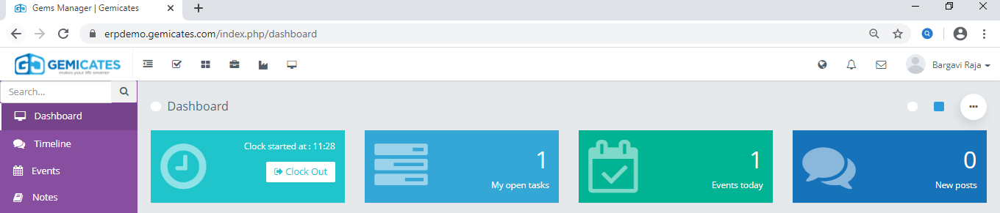 Gems Manager | Gemicates
erpdemo.gemicates.com/index.php/dashboard
GEMICATES
makes your life smarter
Bargavi Raja
Search...
Dashboard
Dashboard
Timeline
Events
Notes
Clock started at : 11:28
Clock Out
1
My open tasks
1
Events today
0
New posts